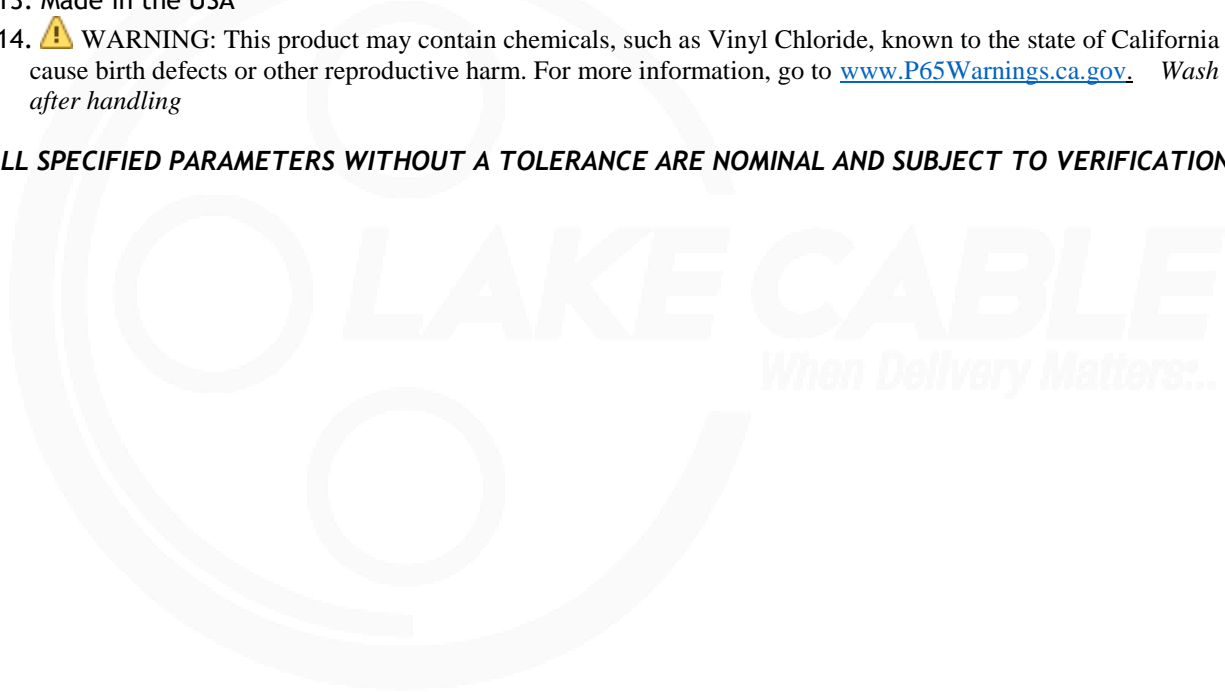 13. Made in the USA
14. WARNING: This product may contain chemicals, such as Vinyl Chloride, known to the state of California
cause birth defects or other reproductive harm. For more information, go to www.P65Warnings.ca.gov. Wash
after handling
LL SPECIFIED PARAMETERS WITHOUT A TOLERANCE ARE NOMINAL AND SUBJECT TO VERIFICATION
LAKE CABLE
When Delivery Matters...